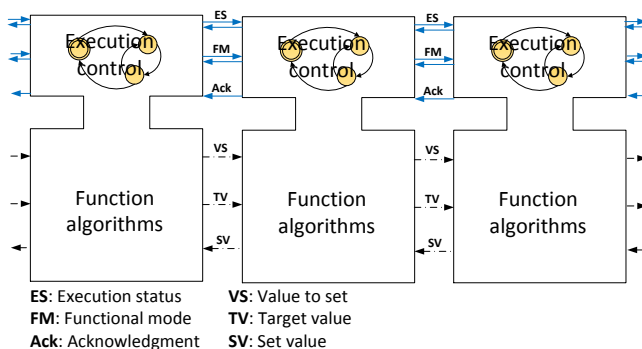 ES
ES
Execution control
Execution control
Execution control
FM
FM
Ack
Ack
VS
VS
Function algorithms
Function algorithms
Function algorithms
TV
TV
SV
SV
ES: Execution status
VS: Value to set
FM: Functional mode
TV: Target value
Ack: Acknowledgment
SV: Set value